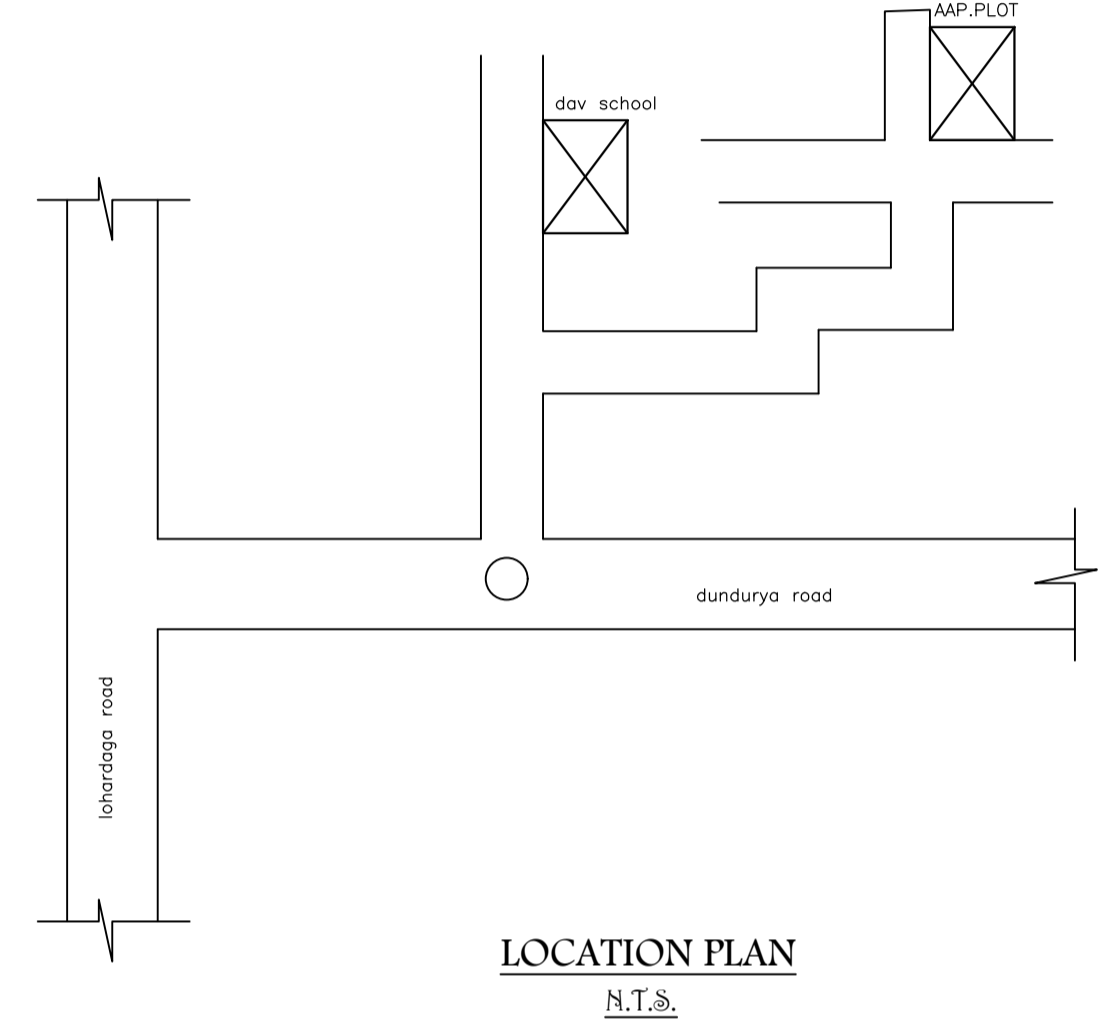 AAP.PLOT
dav school
dundurya road
lohardaga road
LOCATION PLAN
N.T.S.